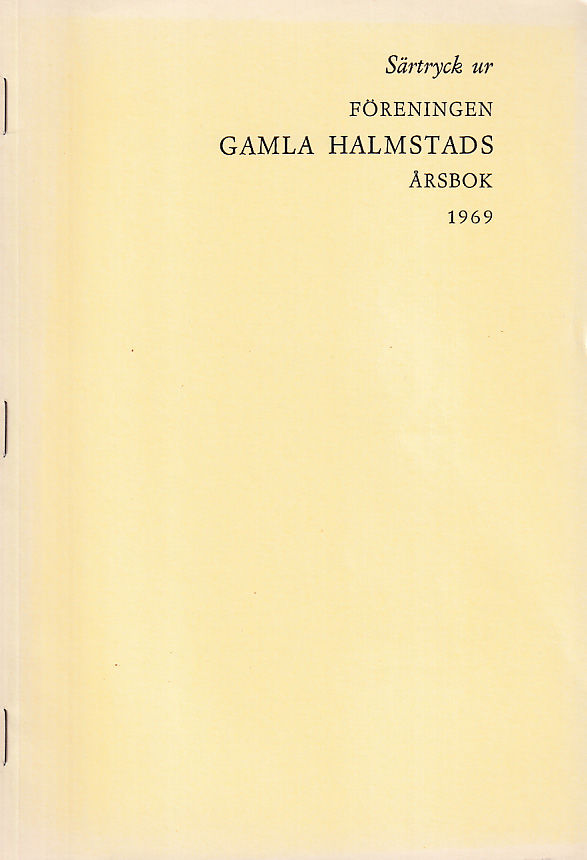 Särtryck ur
FÖRENINGEN
GAMLA HALMSTADS
ÅRSBOK
1969